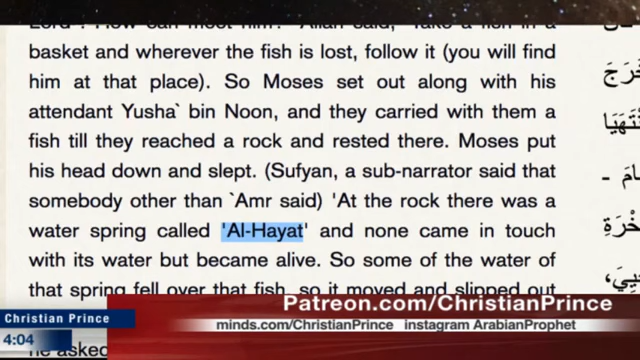 Lord! How can I meet him?' Allah said, 'Take a fish in a
basket and wherever the fish is lost, follow it (you will find
him at that place). So Moses set out along with his
attendant Yusha` bin Noon, and they carried with them a
fish till they reached a rock and rested there. Moses put
his head down and slept. (Sufyan, a sub-narrator said that
somebody other than `Amr said) 'At the rock there was a
water spring called 'Al-Hayat' and none came in touch
with its water but became alive. So some of the water of
that spring fell over that fish, so it moved and slipped out
he asked
Patreon.com/ChristianPrince
Christian Prince
minds.com/ChristianPrince instagram ArabianProphet
4:04